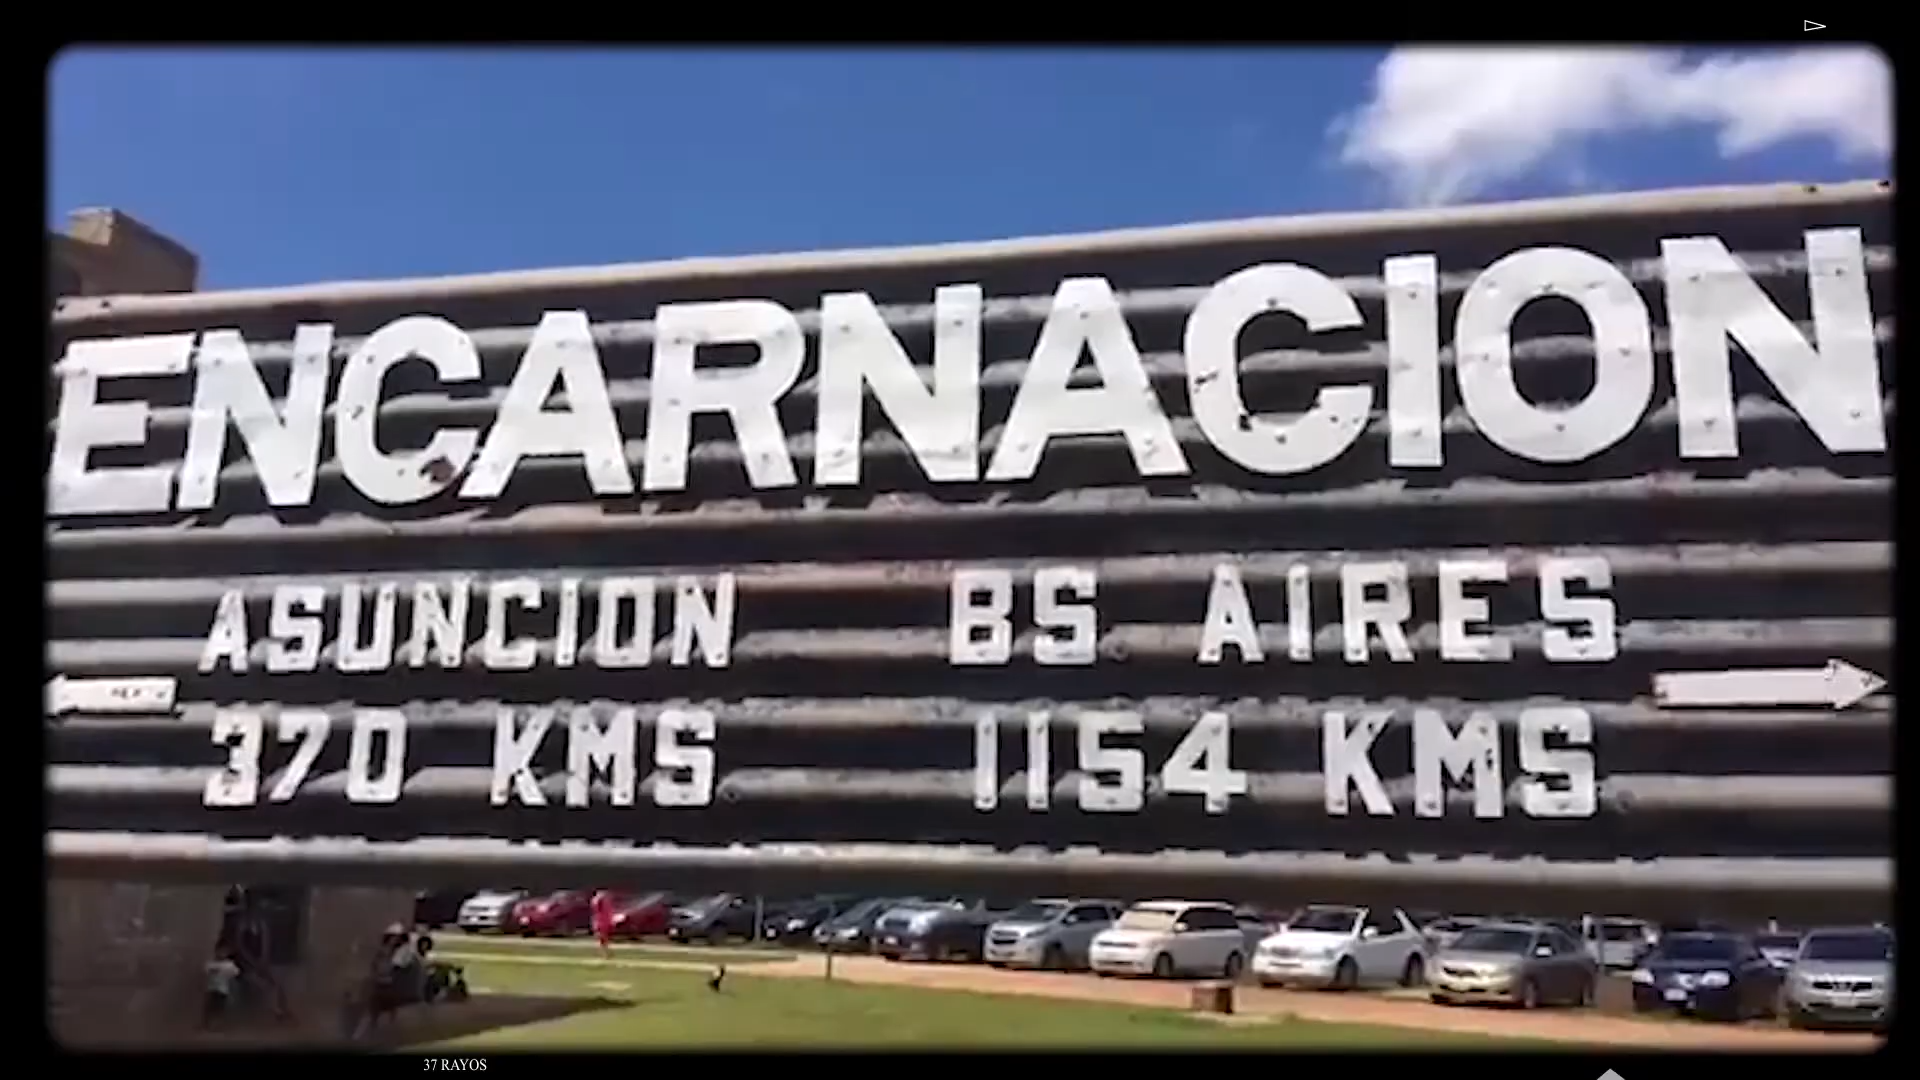 ENCARNACION
ASUNCION BS AIRES
370 KMS 1154 KMS
37 RAYOS